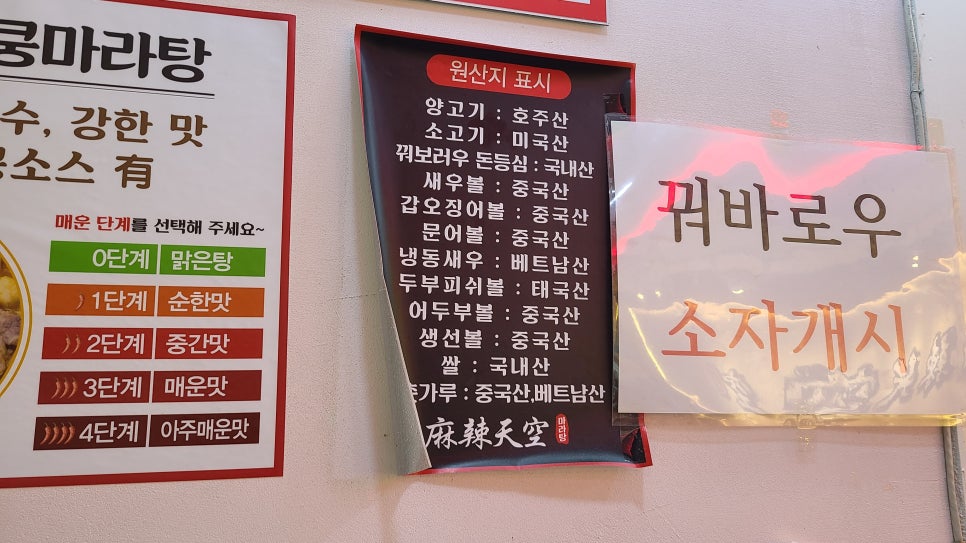 쿵마라탕
수, 강한 맛
소스 有
매운 단계를 선택해 주세요~
0단계 맑은탕
1단계 순한맛
2단계 중간맛
3단계 매운맛
4단계 아주매운맛
원산지 표시
양고기 : 호주산
소고기 : 미국산
꿔보러우 돈등심 : 국내산
새우볼 : 중국산
갑오징어볼 : 중국산
문어볼 : 중국산
냉동새우 : 베트남산
두부피쉬볼 : 태국산
어두부볼 : 중국산
생선볼 : 중국산
쌀 : 국내산
가루 : 중국산,베트남산
麻辣天空 마라탕
꿔바로우
소자개시